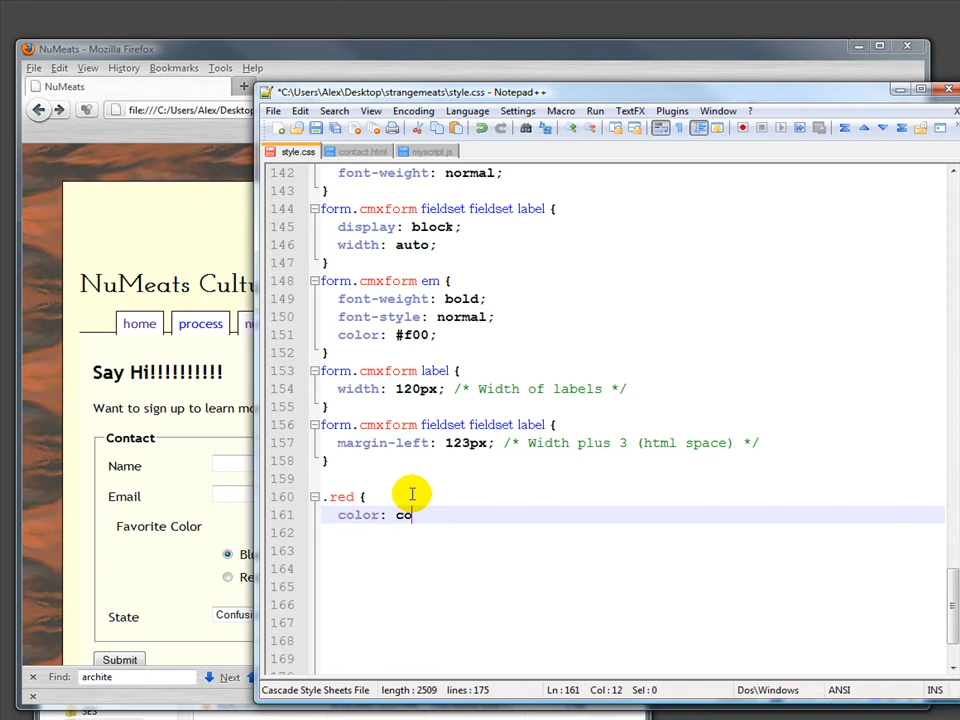 NuMeats - Mozilla Firefox
File Edit View History Bookmarks Tools Help
NuMeats
file:///C:/Users/Alex/Desktop
NuMeats Cultu
home process nu
Say Hi!!!!!!!!!!
Want to sign up to learn mo
Contact
Name
Email
Favorite Color
Blu
Re
State Confusi
Submit
Find: archite Next
*C:\Users\Alex\Desktop\strangemeats\style.css - Notepad++
File Edit Search View Encoding Language Settings Macro Run TextFX Plugins Window ? X
style.css contact.html myscript.js
142 font-weight: normal;
143 }
144 form.cmxform fieldset fieldset label {
145 display: block;
146 width: auto;
147 }
148 form.cmxform em {
149 font-weight: bold;
150 font-style: normal;
151 color: #f00;
152 }
153 form.cmxform label {
154 width: 120px; /* Width of labels */
155 }
156 form.cmxform fieldset fieldset label {
157 margin-left: 123px; /* Width plus 3 (html space) */
158 }
159
160 .red {
161 color: co
162
163
164
165
166
167
168
169
Cascade Style Sheets File length : 2509 lines : 175 Ln : 161 Col : 12 Sel : 0 Dos\Windows ANSI INS